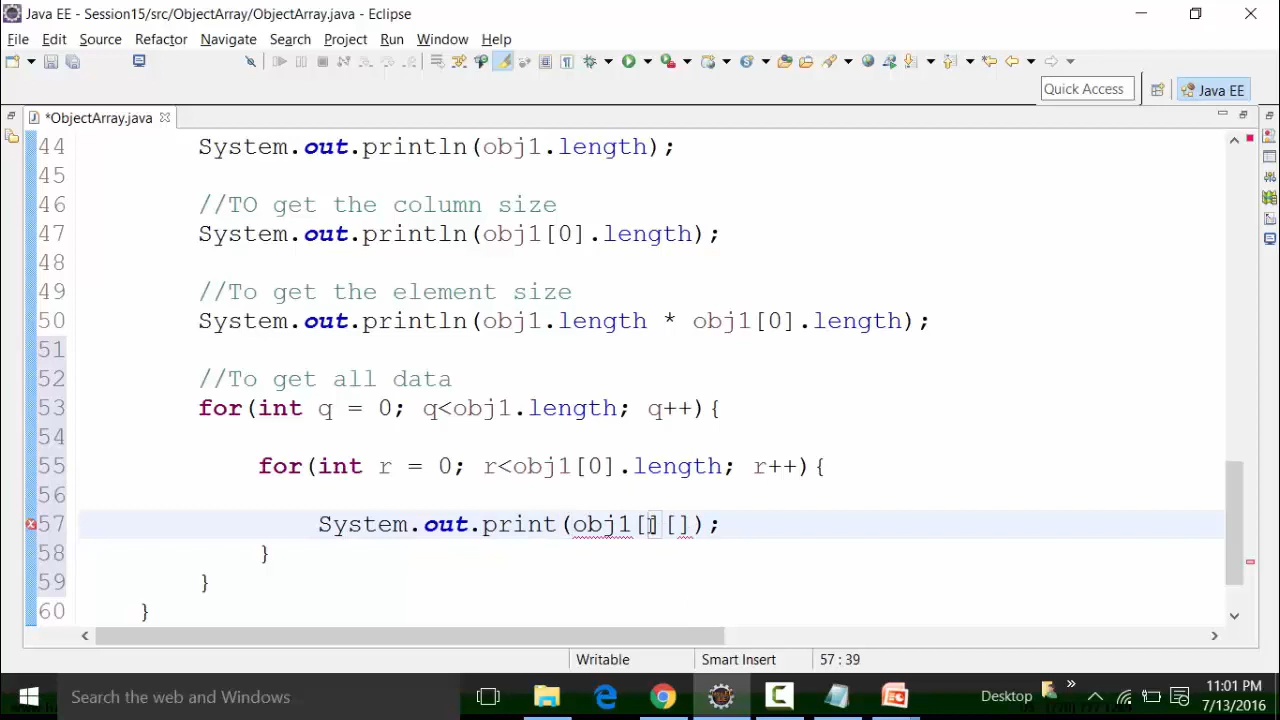 Java EE - Session15/src/ObjectArray/ObjectArray.java - Eclipse
File Edit Source Refactor Navigate Search Project Run Window Help
Quick Access Java EE
*ObjectArray.java
44 System.out.println(obj1.length);
45
46 //TO get the column size
47 System.out.println(obj1[0].length);
48
49 //To get the element size
50 System.out.println(obj1.length * obj1[0].length);
51
52 //To get all data
53 for(int q = 0; q<obj1.length; q++){
54
55 for(int r = 0; r<obj1[0].length; r++){
56
57 System.out.print(obj1[][]);
58 }
59 }
60 }
Writable Smart Insert 57 : 39
Search the web and Windows
Desktop
11:01 PM
7/13/2016